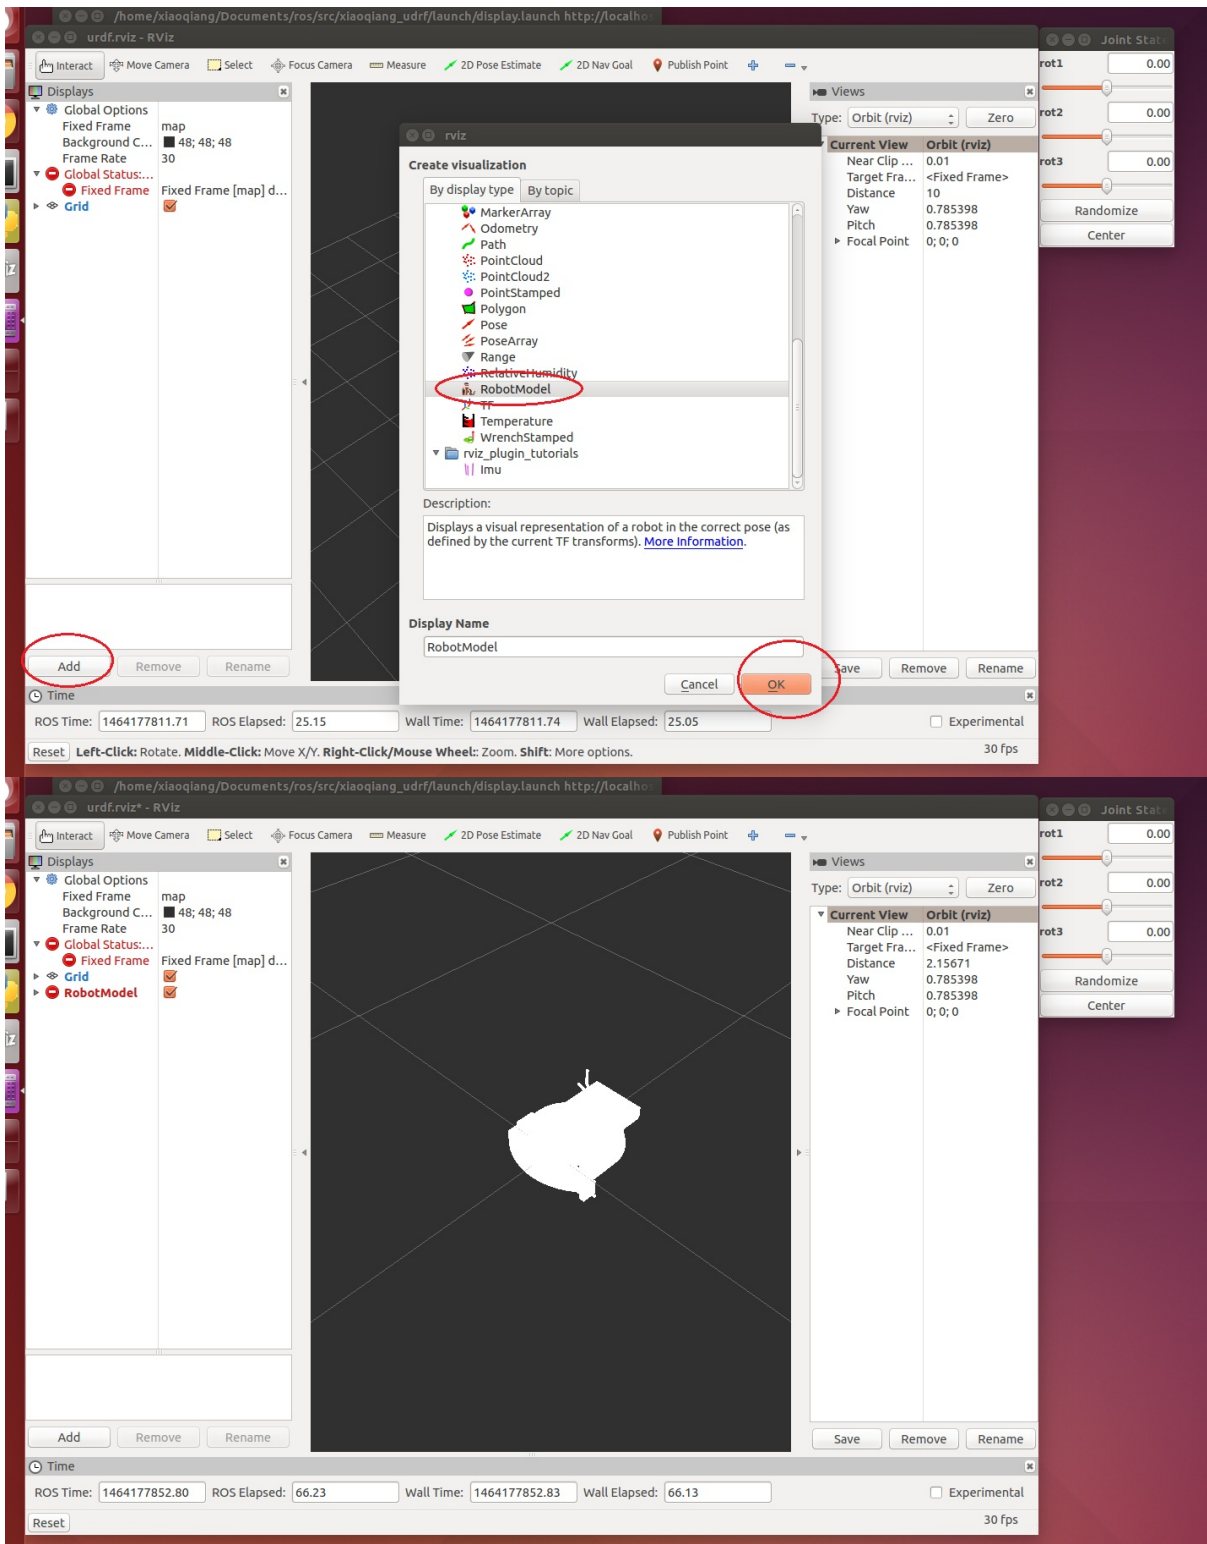 /home/xiaoqiang/Documents/ros/src/xiaoqiang_udrf/launch/display.launch http://localhos
urdf.rviz - RViz
Joint State
Interact Move Camera Select Focus Camera Measure 2D Pose Estimate 2D Nav Goal Publish Point
rot1 0.00
rot2 0.00
rot3 0.00
Randomize
Center
Displays
Global Options
Fixed Frame map
Background C... 48; 48; 48
Frame Rate 30
Global Status:...
Fixed Frame Fixed Frame [map] d...
Grid
Add Remove Rename
rviz
Create visualization
By display type By topic
MarkerArray
Odometry
Path
PointCloud
PointCloud2
PointStamped
Polygon
Pose
PoseArray
Range
RelativeHumidity
RobotModel
TF
Temperature
WrenchStamped
rviz_plugin_tutorials
Imu
Description:
Displays a visual representation of a robot in the correct pose (as
defined by the current TF transforms). More Information.
Display Name
RobotModel
Cancel OK
Views
Type: Orbit (rviz) Zero
Current View Orbit (rviz)
Near Clip ... 0.01
Target Fra... <Fixed Frame>
Distance 10
Yaw 0.785398
Pitch 0.785398
Focal Point 0; 0; 0
Save Remove Rename
Time
ROS Time: 1464177811.71 ROS Elapsed: 25.15 Wall Time: 1464177811.74 Wall Elapsed: 25.05 Experimental
Reset Left-Click: Rotate. Middle-Click: Move X/Y. Right-Click/Mouse Wheel:: Zoom. Shift: More options. 30 fps
/home/xiaoqiang/Documents/ros/src/xiaoqiang_udrf/launch/display.launch http://localhos
urdf.rviz* - RViz
Joint State
Interact Move Camera Select Focus Camera Measure 2D Pose Estimate 2D Nav Goal Publish Point
rot1 0.00
rot2 0.00
rot3 0.00
Randomize
Center
Displays
Global Options
Fixed Frame map
Background C... 48; 48; 48
Frame Rate 30
Global Status:...
Fixed Frame Fixed Frame [map] d...
Grid
RobotModel
Add Remove Rename
Views
Type: Orbit (rviz) Zero
Current View Orbit (rviz)
Near Clip ... 0.01
Target Fra... <Fixed Frame>
Distance 2.15671
Yaw 0.785398
Pitch 0.785398
Focal Point 0; 0; 0
Save Remove Rename
Time
ROS Time: 1464177852.80 ROS Elapsed: 66.23 Wall Time: 1464177852.83 Wall Elapsed: 66.13 Experimental
Reset 30 fps